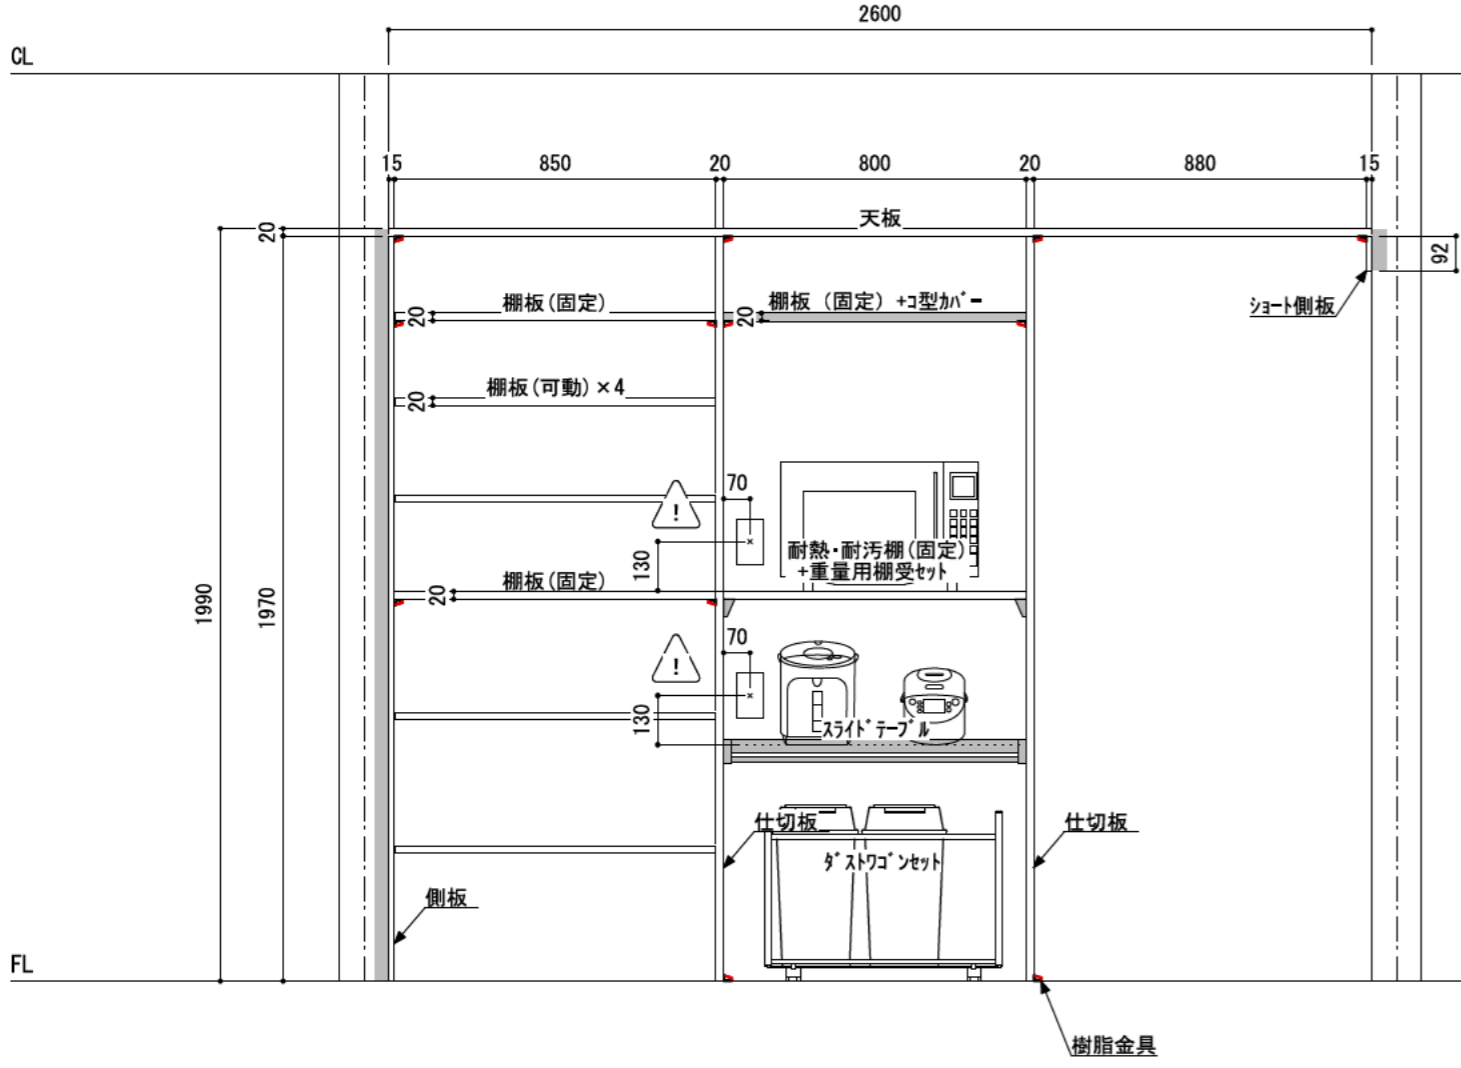 2600
CL
15
850
20
800
20
880
15
天板
20
92
棚板(固定)
棚板（固定）+コ型ｶﾊﾞｰ
ｼｮｰﾄ側板
20
20
棚板(可動)×4
20
70
!
耐熱・耐汚棚(固定)
+重量用棚受ｾｯﾄ
130
棚板(固定)
20
1990
1970
70
!
130
ｽﾗｲﾄﾞﾃｰﾌﾞﾙ
仕切板
仕切板
ﾀﾞｽﾄﾜｺﾞﾝｾｯﾄ
側板
FL
樹脂金具